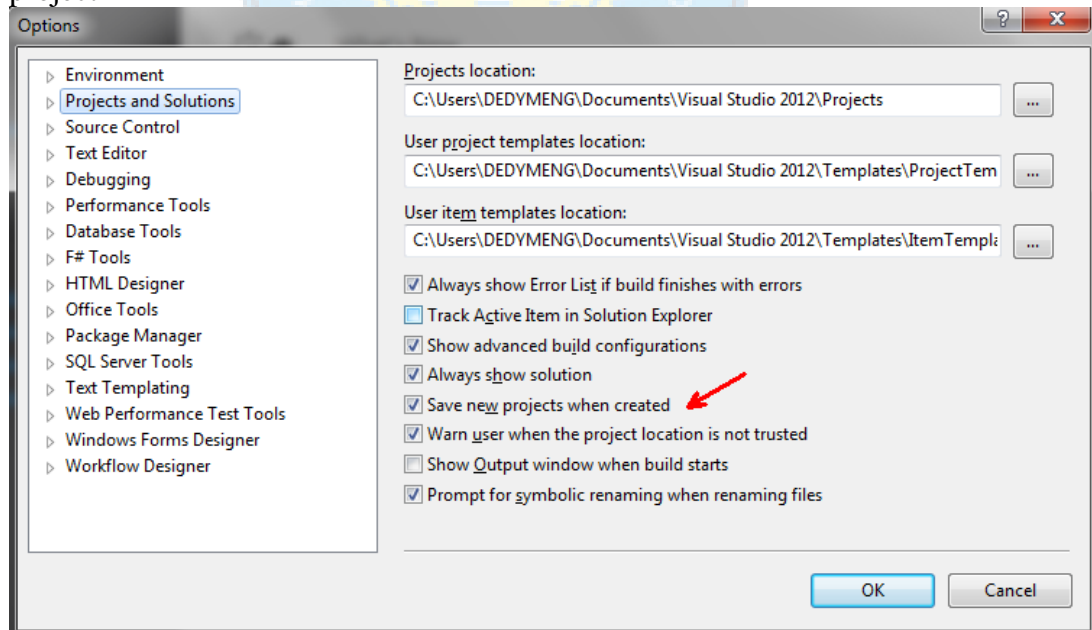 Options
Environment
Projects and Solutions
Source Control
Text Editor
Debugging
Performance Tools
Database Tools
F# Tools
HTML Designer
Office Tools
Package Manager
SQL Server Tools
Text Templating
Web Performance Test Tools
Windows Forms Designer
Workflow Designer
Projects location:
C:\Users\DEDYMENG\Documents\Visual Studio 2012\Projects
...
User project templates location:
C:\Users\DEDYMENG\Documents\Visual Studio 2012\Templates\ProjectTem
...
User item templates location:
C:\Users\DEDYMENG\Documents\Visual Studio 2012\Templates\ItemTempla
...
Always show Error List if build finishes with errors
Track Active Item in Solution Explorer
Show advanced build configurations
Always show solution
Save new projects when created
Warn user when the project location is not trusted
Show Output window when build starts
Prompt for symbolic renaming when renaming files
OK
Cancel